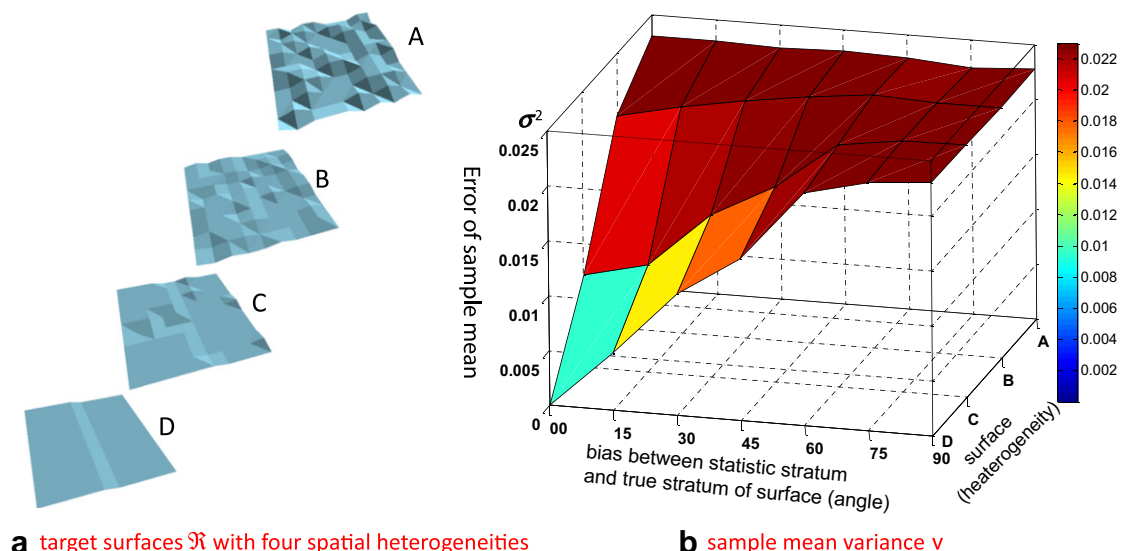 A
B
C
D
σ²
0.025
0.02
0.015
0.01
0.005
0
Error of sample mean
00
15
30
45
60
75
90
bias between statistic stratum
and true stratum of surface (angle)
A
B
C
D
surface
(heaterogeneity)
0.022
0.020
0.018
0.016
0.014
0.012
0.010
0.008
0.006
0.004
0.002
a target surfaces ℜ with four spatial heterogeneities
b sample mean variance v